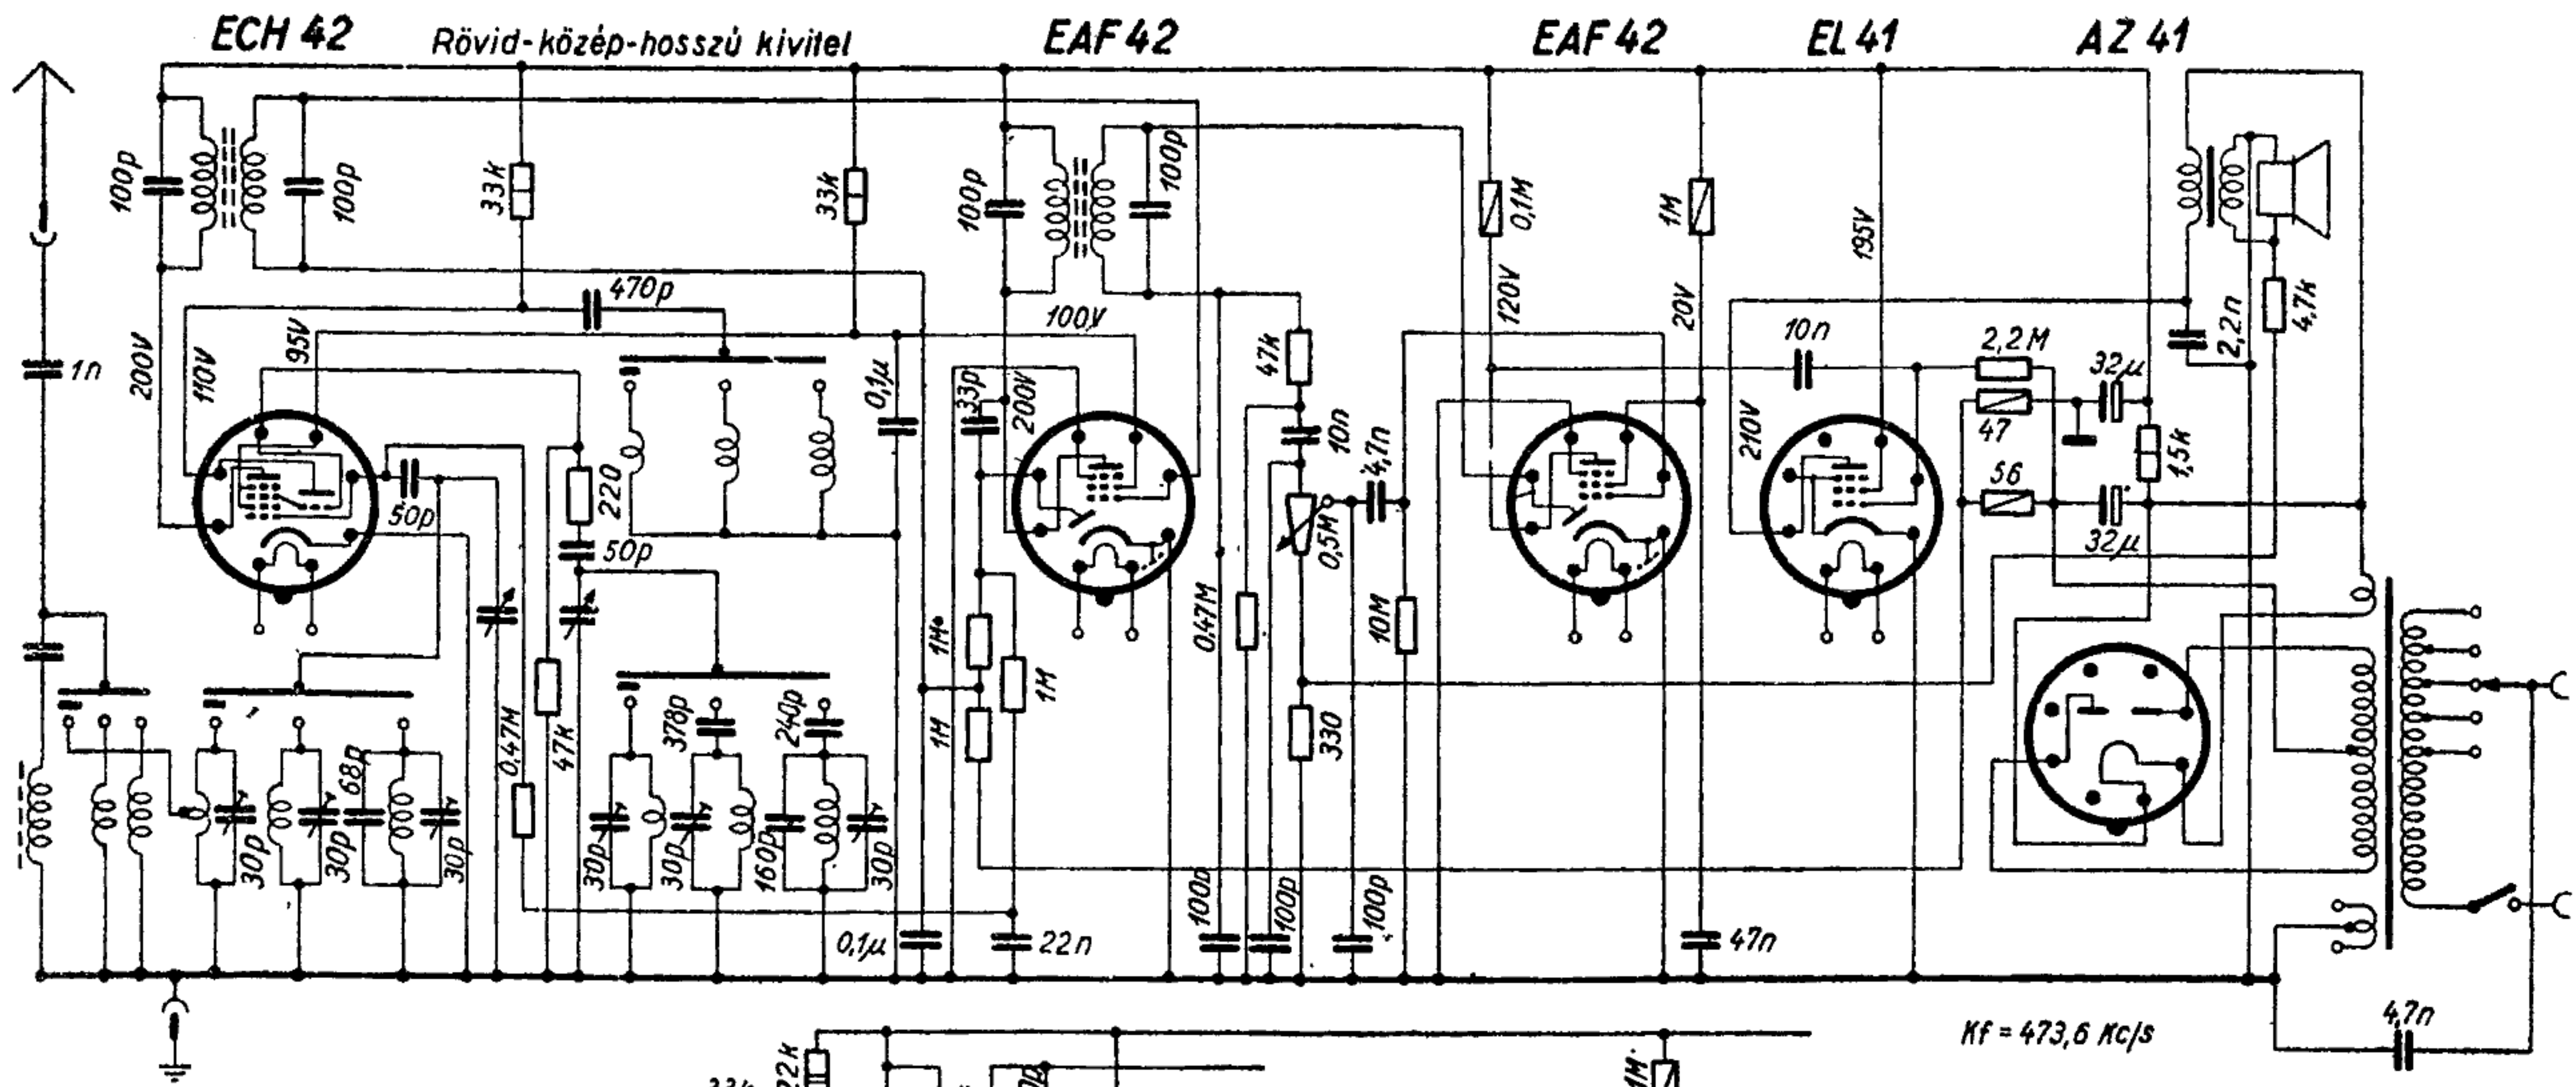 ECH 42
Rövid-közép-hosszú kivitel
EAF 42
EAF 42
EL 41
AZ 41
100p
100p
33k
33k
100p
100p
0,1M
1M
195V
470p
100V
120V
20V
10n
2,2M
32µ
2,2n
4,7k
1n
200V
110V
95V
0,1µ
33p
200V
47k
10n
4,7n
210V
47
1,5k
50p
220
50p
0,5M
56
32µ
0,47M
47k
1M
1M
1M
0,47M
10M
330
378p
240p
68p
30p
30p
30p
30p
30p
160p
30p
0,1µ
22n
100p
100p
100p
47n
Kf = 473,6 Kc/s
4,7n
22k
1M